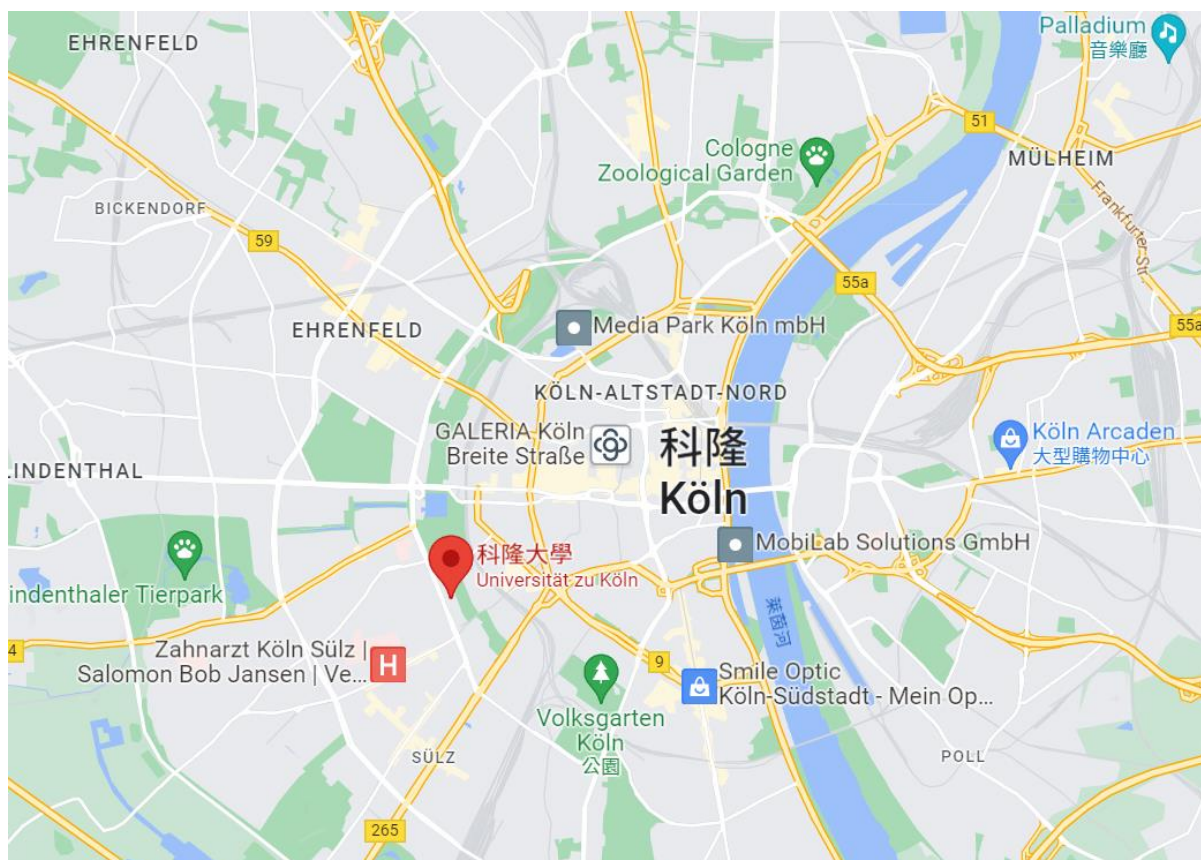 Palladium
音樂廳
EHRENFELD
51
Cologne
Zoological Garden
MÜLHEIM
Frankfurter Str.
BICKENDORF
59
55a
55a
EHRENFELD
Media Park Köln mbH
KÖLN-ALTSTADT-NORD
GALERIA Köln
Breite Straße
科隆
Köln
Köln Arcaden
大型購物中心
LINDENTHAL
MobiLab Solutions GmbH
科隆大學
Universität zu Köln
indenthaler Tierpark
萊茵河
4
Zahnarzt Köln Sülz |
Salomon Bob Jansen | Ve...
H
9
Smile Optic
Köln-Südstadt - Mein Op...
Volksgarten
Köln
公園
SÜLZ
POLL
265